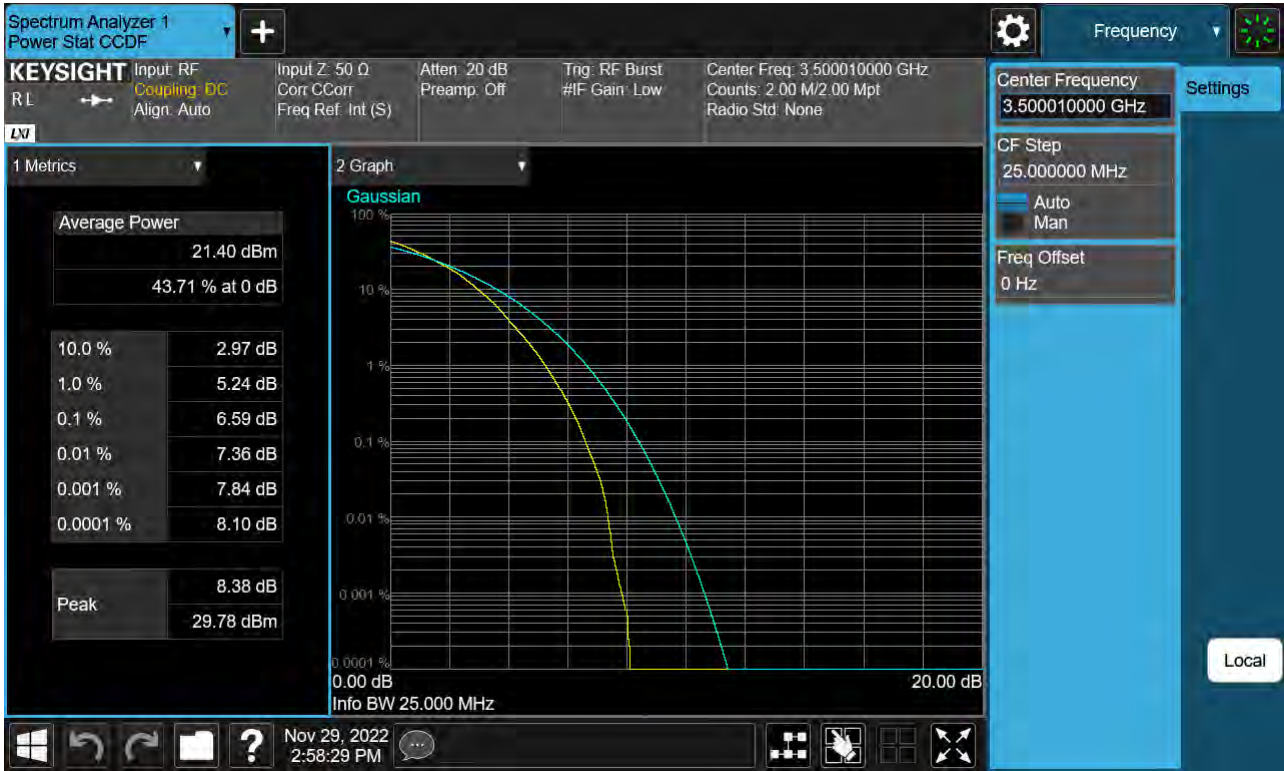 Spectrum Analyzer 1
Power Stat CCDF
+
Frequency
KEYSIGHT
RL
LXI
Input: RF
Coupling: DC
Align: Auto
Input Z: 50 Ω
Corr CCorr
Freq Ref: Int (S)
Atten: 20 dB
Preamp: Off
Trig: RF Burst
#IF Gain: Low
Center Freq: 3.500010000 GHz
Counts: 2.00 M/2.00 Mpt
Radio Std: None
Center Frequency
3.500010000 GHz
Settings
CF Step
25.000000 MHz
Auto
Man
Freq Offset
0 Hz
1 Metrics
Average Power
21.40 dBm
43.71 % at 0 dB
10.0 % 2.97 dB
1.0 % 5.24 dB
0.1 % 6.59 dB
0.01 % 7.36 dB
0.001 % 7.84 dB
0.0001 % 8.10 dB
Peak
8.38 dB
29.78 dBm
2 Graph
Gaussian
100 %
10 %
1 %
0.1 %
0.01 %
0.001 %
0.0001 %
0.00 dB 20.00 dB
Info BW 25.000 MHz
Local
?
Nov 29, 2022
2:58:29 PM